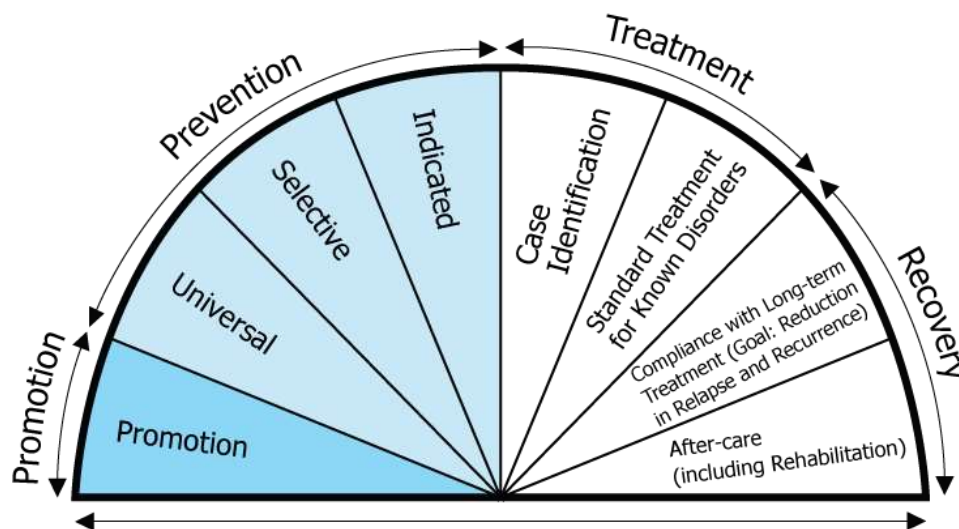 Promotion
Prevention
Treatment
Recovery
Promotion
Universal
Selective
Indicated
Case
Identification
Standard Treatment
for Known Disorders
Compliance with Long-term
Treatment (Goal: Reduction
in Relapse and Recurrence)
After-care
(including Rehabilitation)